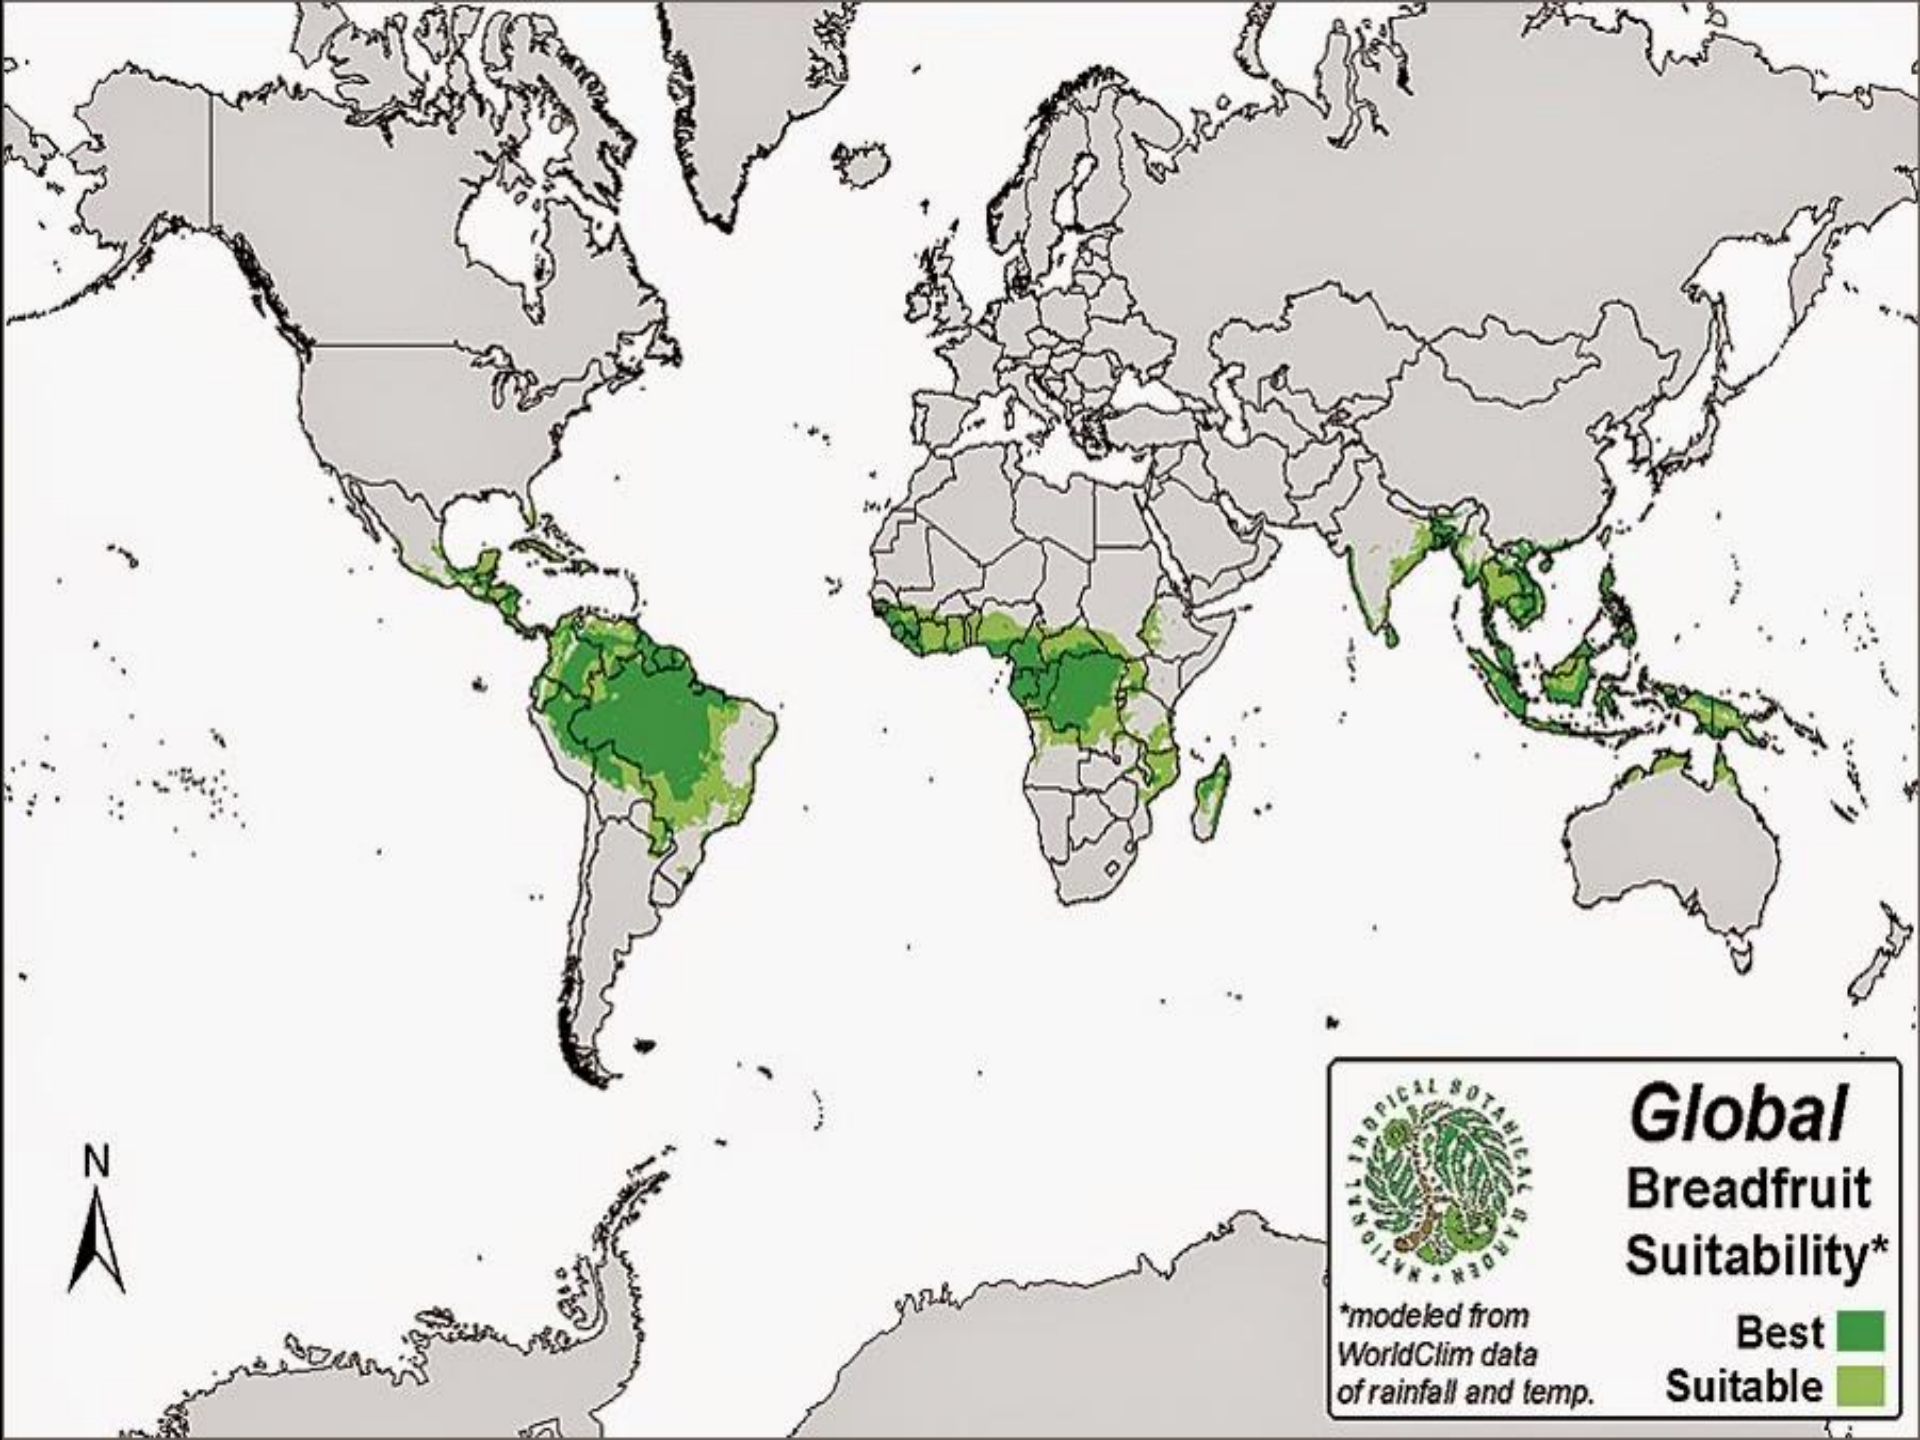 N
NATIONAL TROPICAL BOTANICAL GARDEN
Global
Breadfruit
Suitability*
*modeled from
WorldClim data
of rainfall and temp.
Best
Suitable